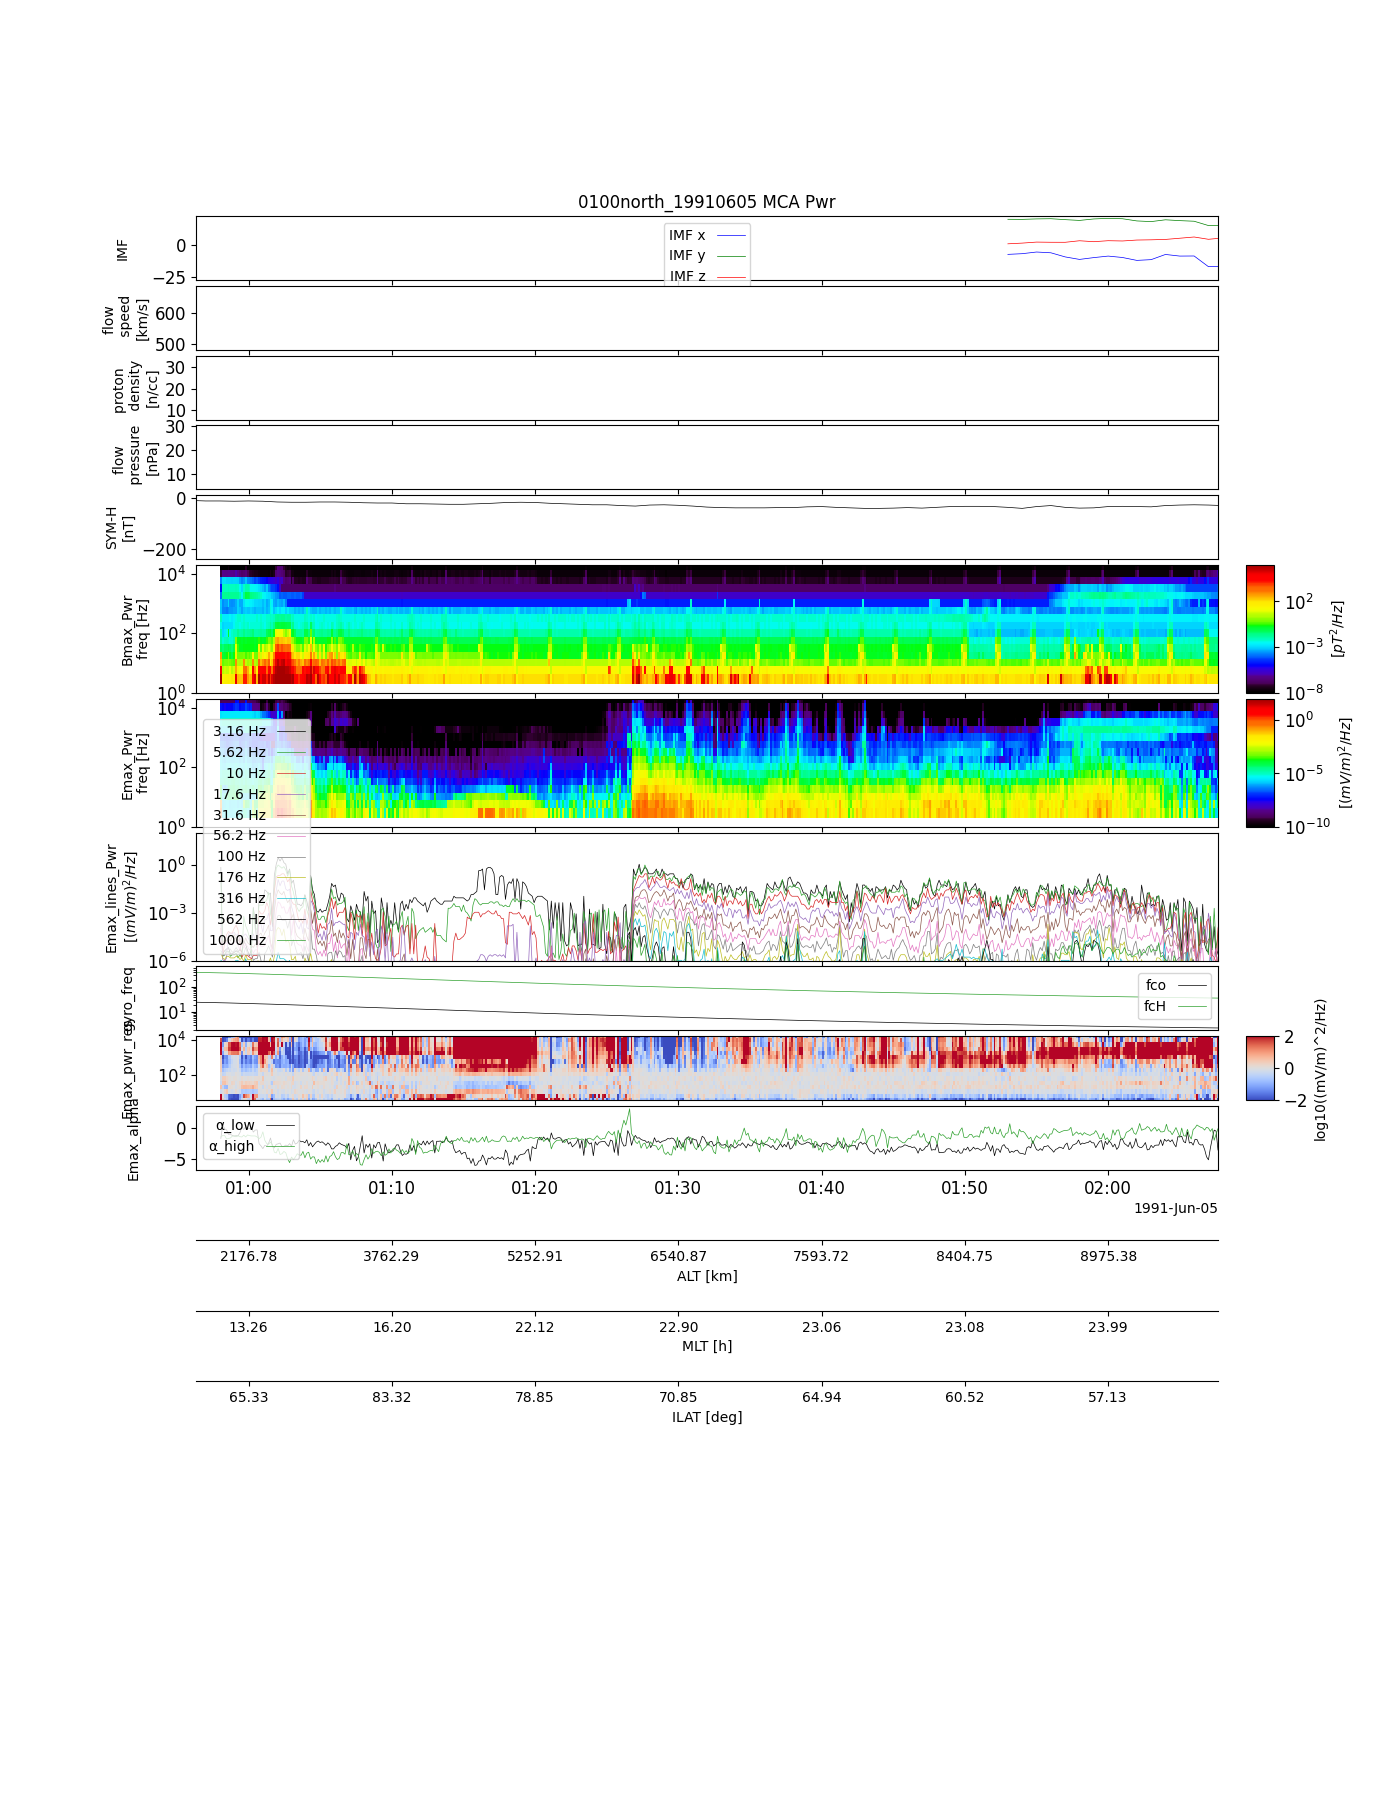 0100north_19910605 MCA Pwr
IMF
0
−25
IMF x
IMF y
IMF z
flow
speed
[km/s]
600
500
proton
density
[n/cc]
30
20
10
flow
pressure
[nPa]
30
20
10
SYM-H
[nT]
0
−200
Bmax_Pwr
freq [Hz]
10^4
10^2
10^0
10^2
10^−3
10^−8
[pT^2/Hz]
Emax_Pwr
freq [Hz]
10^4
10^2
10^0
10^0
10^−5
10^−10
[(mV/m)^2/Hz]
3.16 Hz
5.62 Hz
10 Hz
17.6 Hz
31.6 Hz
56.2 Hz
100 Hz
176 Hz
316 Hz
562 Hz
1000 Hz
Emax_lines_Pwr
[(mV/m)^2/Hz]
10^0
10^−3
10^−6
gyro_freq
10^2
10^1
fco
fcH
10^4
10^2
2
0
−2
log10((mV/m)^2/Hz)
Emax_alpha
0
−5
α_low
α_high
01:00 01:10 01:20 01:30 01:40 01:50 02:00
1991-Jun-05
2176.78 3762.29 5252.91 6540.87 7593.72 8404.75 8975.38
ALT [km]
13.26 16.20 22.12 22.90 23.06 23.08 23.99
MLT [h]
65.33 83.32 78.85 70.85 64.94 60.52 57.13
ILAT [deg]